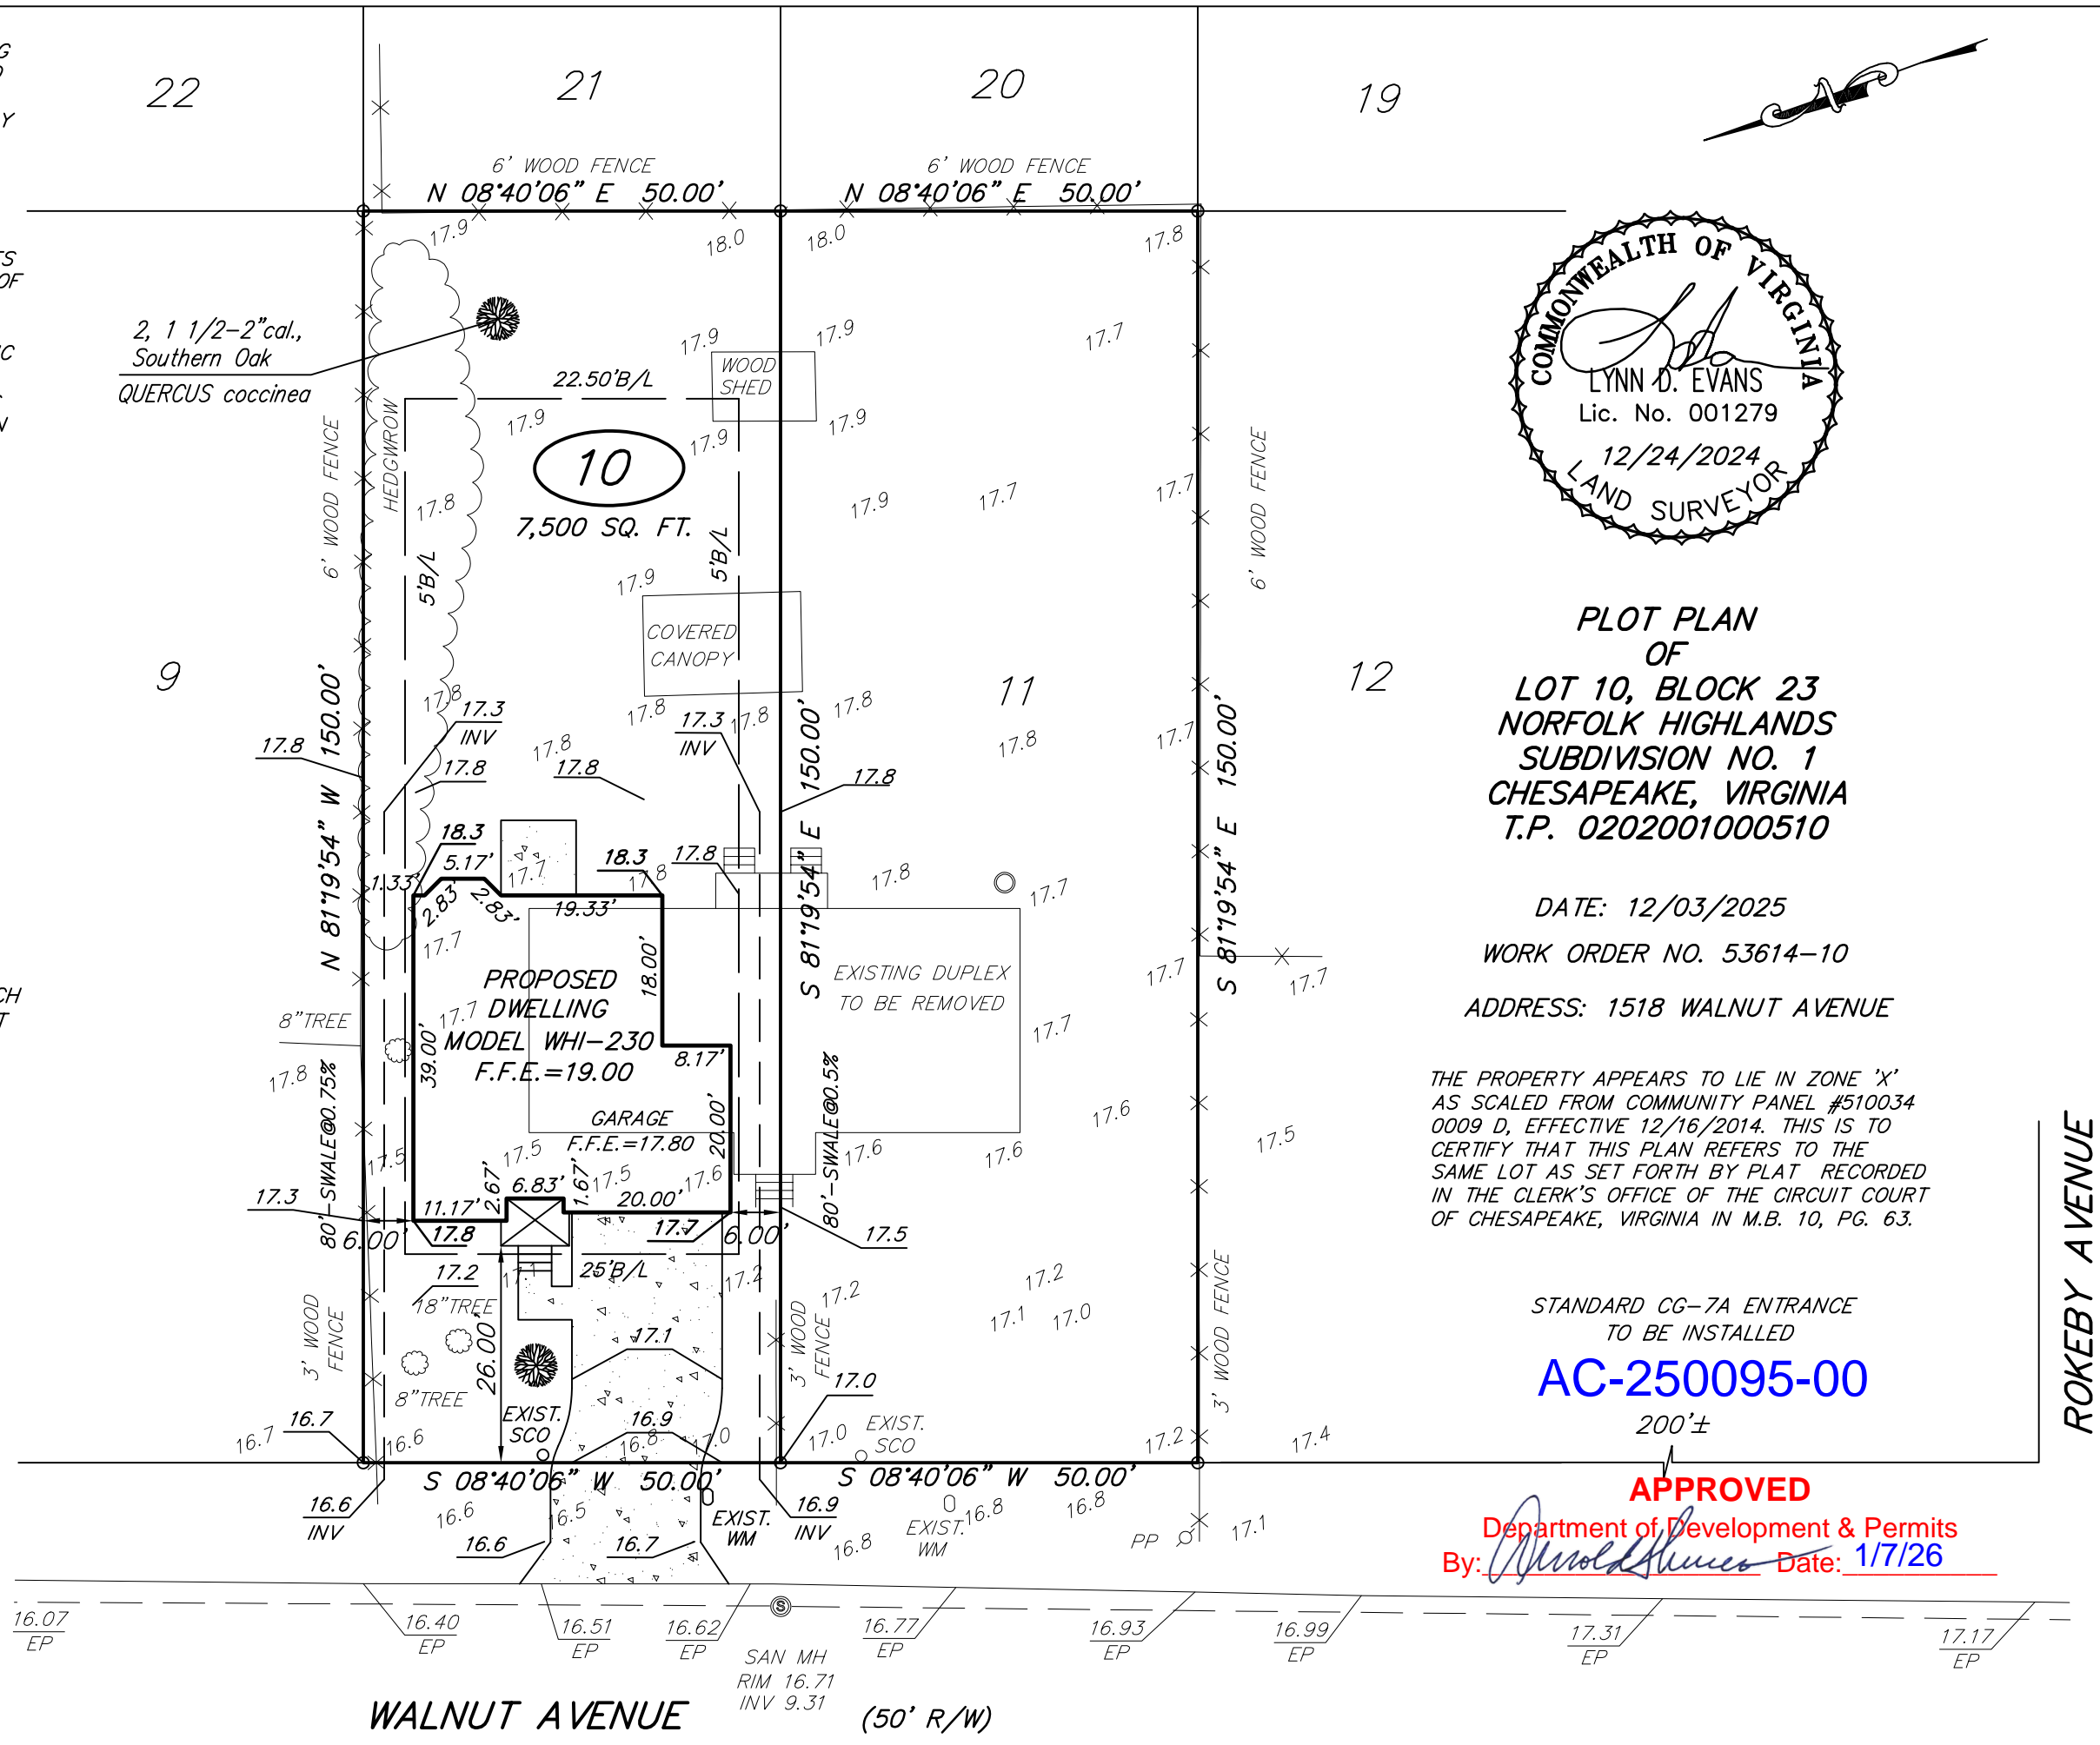 22
21
20
19
6' WOOD FENCE
N 08°40'06" E 50.00'
6' WOOD FENCE
N 08°40'06" E 50.00'
17.9
18.0
18.0
17.8
2, 1 1/2-2"cal.,
Southern Oak
QUERCUS coccinea
17.9
17.9
17.7
WOOD
SHED
22.50'B/L
17.9
17.9
17.9
HEDGWROW
6' WOOD FENCE
10
7,500 SQ. FT.
17.8
17.9
17.7
17.7
6' WOOD FENCE
5'B/L
5'B/L
17.9
COVERED
CANOPY
9
11
12
17.8
17.3
INV
17.8
17.3
INV
17.8
17.8
N 81°19'54" W 150.00'
S 81°19'54" E 150.00'
S 81°19'54" E 150.00'
17.8
17.8
17.8
17.8
17.8
17.8
17.7
18.3
5.17'
1.33'
2.83'
2.83'
17.7
18.3
17.8
17.8
17.8
17.7
19.33'
17.7
18.00'
PROPOSED
DWELLING
MODEL WHI-230
F.F.E.=19.00
17.7
EXISTING DUPLEX
TO BE REMOVED
17.7
17.7
17.7
8"TREE
17.8
39.00'
8.17'
80'-SWALE@0.75%
80'-SWALE@0.5%
GARAGE
F.F.E.=17.80
20.00'
17.6
17.5
17.5
17.5
17.5
17.6
17.6
17.6
17.3
11.17'
2.67'
6.83'
1.67'
20.00'
6.00'
17.8
17.7
6.00'
17.5
17.2
17.1
25'B/L
17.2
17.2
17.2
18"TREE
3' WOOD
FENCE
26.00'
17.1
3' WOOD
FENCE
17.1
17.0
3' WOOD FENCE
8"TREE
17.0
16.7
16.7
16.6
EXIST.
SCO
16.9
16.8
17.0
17.0
EXIST.
SCO
17.2
17.4
S 08°40'06" W 50.00'
S 08°40'06" W 50.00'
16.6
INV
16.6
16.5
EXIST.
WM
16.9
INV
16.8
EXIST.
WM
16.8
16.8
PP
17.1
16.6
16.7
16.07
EP
16.40
EP
16.51
EP
16.62
EP
16.77
EP
16.93
EP
16.99
EP
17.31
EP
17.17
EP
S
SAN MH
RIM 16.71
INV 9.31
WALNUT AVENUE (50' R/W)
N
COMMONWEALTH OF VIRGINIA
LYNN D. EVANS
Lic. No. 001279
12/24/2024
LAND SURVEYOR
PLOT PLAN
OF
LOT 10, BLOCK 23
NORFOLK HIGHLANDS
SUBDIVISION NO. 1
CHESAPEAKE, VIRGINIA
T.P. 0202001000510
DATE: 12/03/2025
WORK ORDER NO. 53614-10
ADDRESS: 1518 WALNUT AVENUE
THE PROPERTY APPEARS TO LIE IN ZONE 'X'
AS SCALED FROM COMMUNITY PANEL #510034
0009 D, EFFECTIVE 12/16/2014. THIS IS TO
CERTIFY THAT THIS PLAN REFERS TO THE
SAME LOT AS SET FORTH BY PLAT RECORDED
IN THE CLERK'S OFFICE OF THE CIRCUIT COURT
OF CHESAPEAKE, VIRGINIA IN M.B. 10, PG. 63.
STANDARD CG-7A ENTRANCE
TO BE INSTALLED
AC-250095-00
200'±
APPROVED
Department of Development & Permits
By: Date: 1/7/26
ROKEBY AVENUE